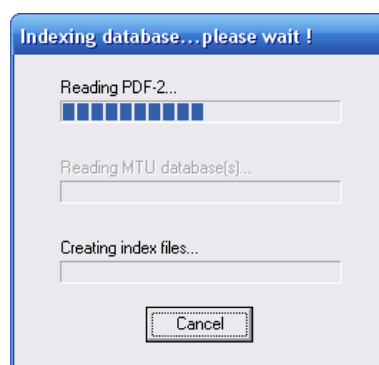 Indexing database...please wait !
Reading PDF-2...
Reading MTU database(s)...
Creating index files...
Cancel